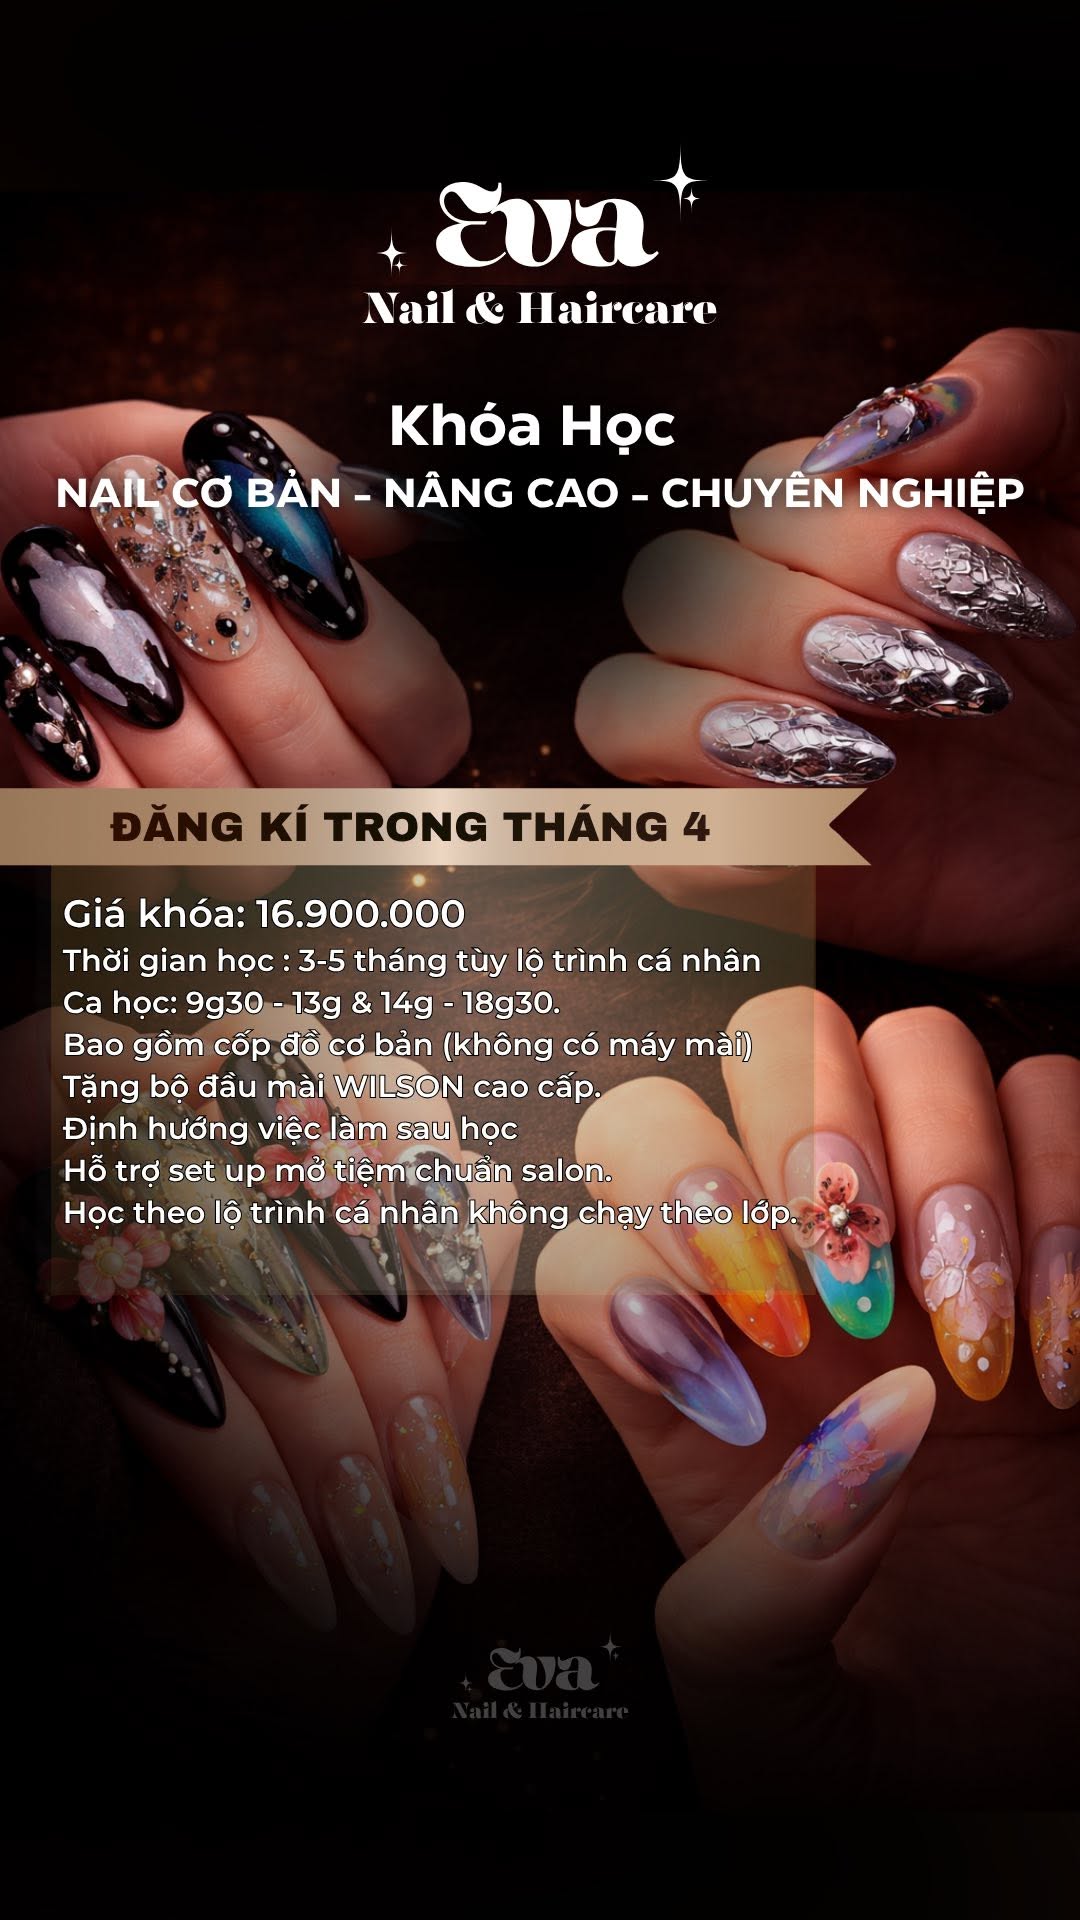 Eva
Nail & Haircare
Khóa Học
NAIL CƠ BẢN - NÂNG CAO - CHUYÊN NGHIỆP
ĐĂNG KÍ TRONG THÁNG 4
Giá khóa: 16.900.000
Thời gian học : 3-5 tháng tùy lộ trình cá nhân
Ca học: 9g30 - 13g & 14g - 18g30.
Bao gồm cốp đồ cơ bản (không có máy mài)
Tặng bộ đầu mài WILSON cao cấp.
Định hướng việc làm sau học
Hỗ trợ set up mở tiệm chuẩn salon.
Học theo lộ trình cá nhân không chạy theo lớp.
Eva
Nail & Haircare